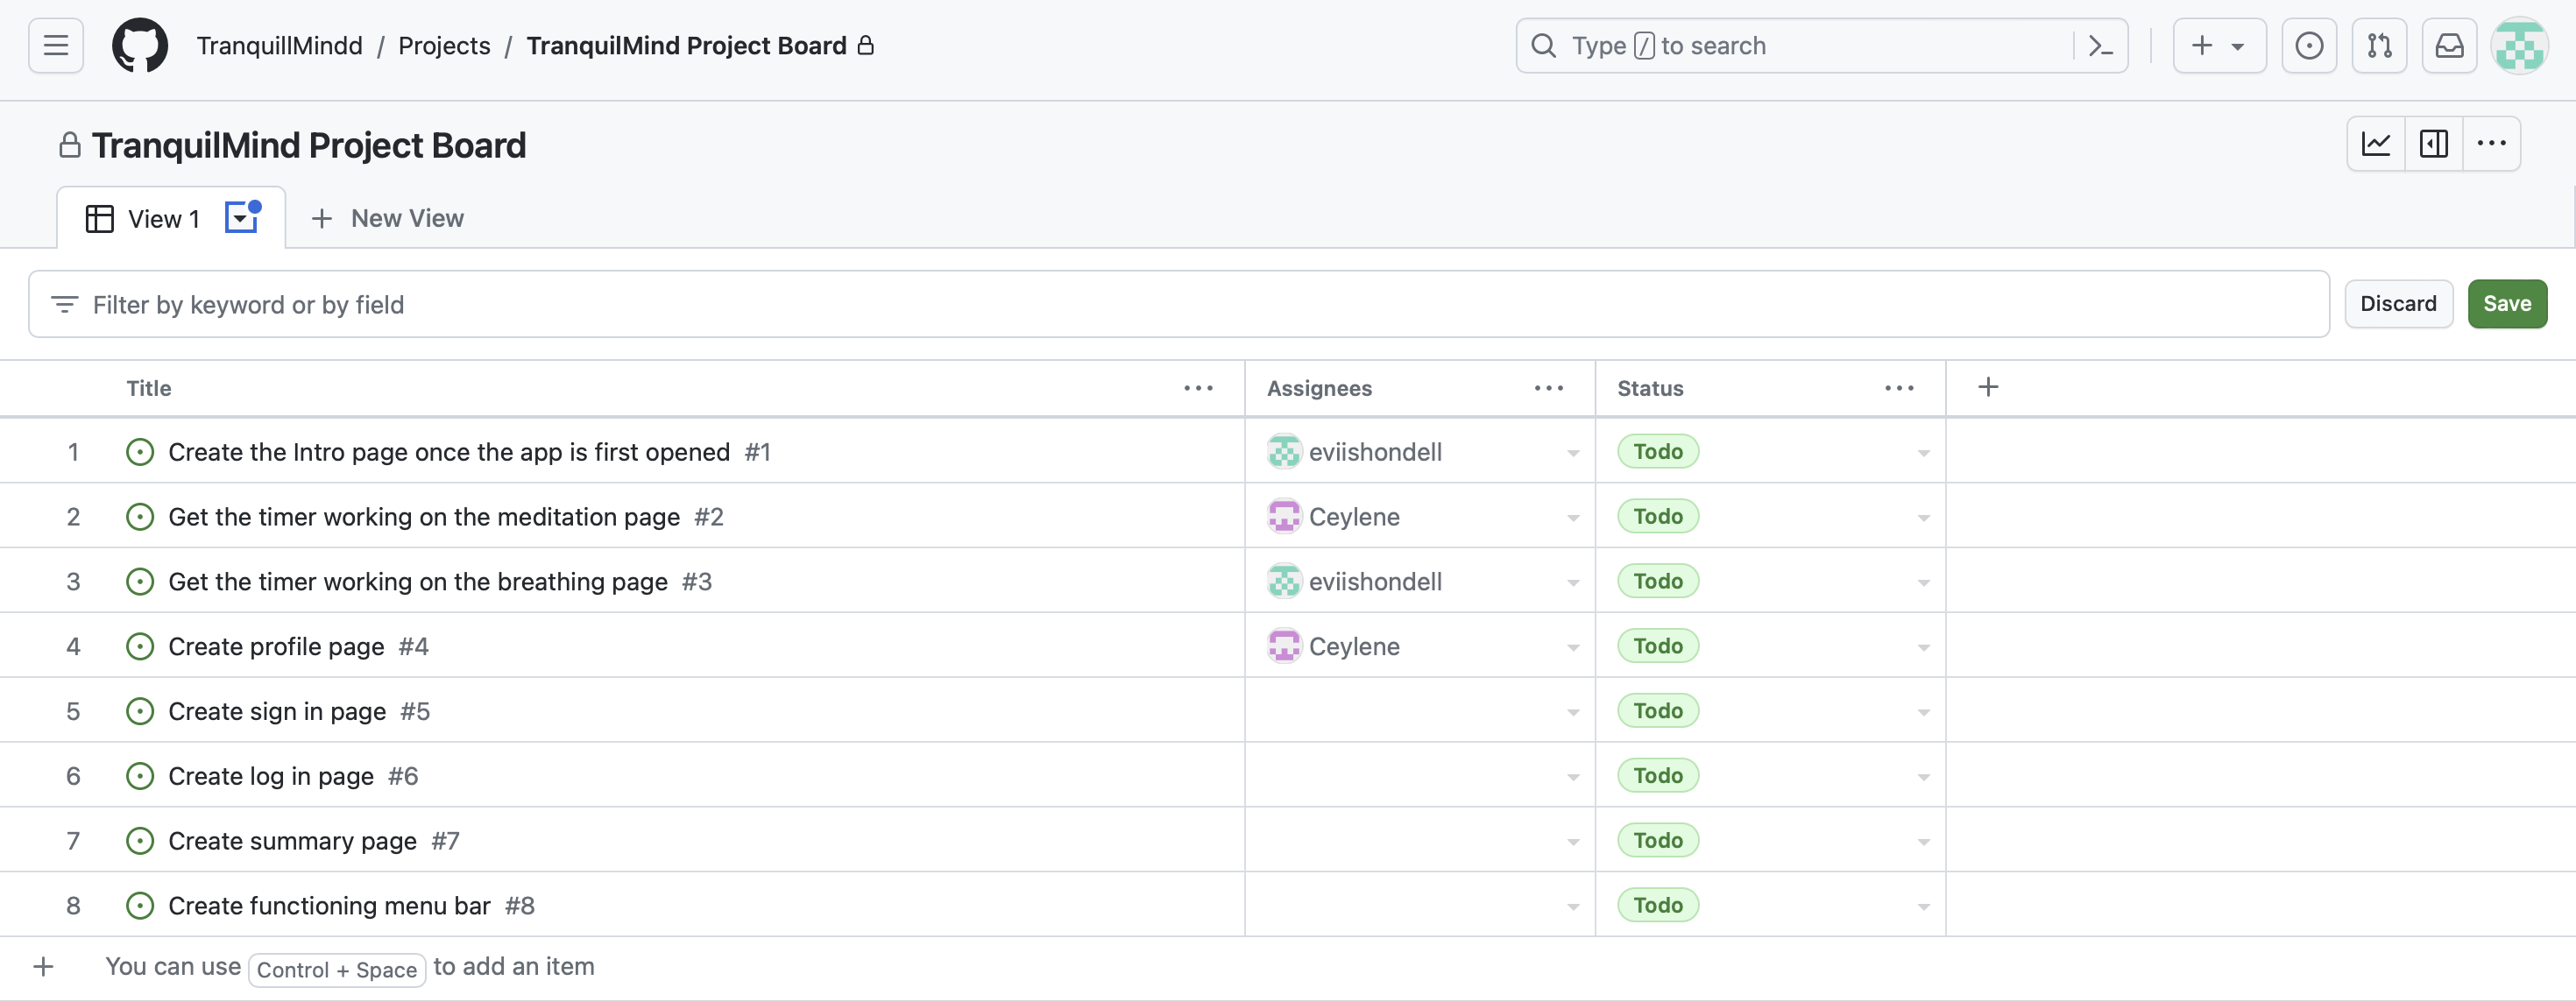 TranquillMindd / Projects / TranquilMind Project Board
Type / to search
TranquilMind Project Board
View 1
New View
Filter by keyword or by field
Discard
Save
Title
Assignees
Status
1 Create the Intro page once the app is first opened #1 eviishondell Todo
2 Get the timer working on the meditation page #2 Ceylene Todo
3 Get the timer working on the breathing page #3 eviishondell Todo
4 Create profile page #4 Ceylene Todo
5 Create sign in page #5 Todo
6 Create log in page #6 Todo
7 Create summary page #7 Todo
8 Create functioning menu bar #8 Todo
You can use Control + Space to add an item